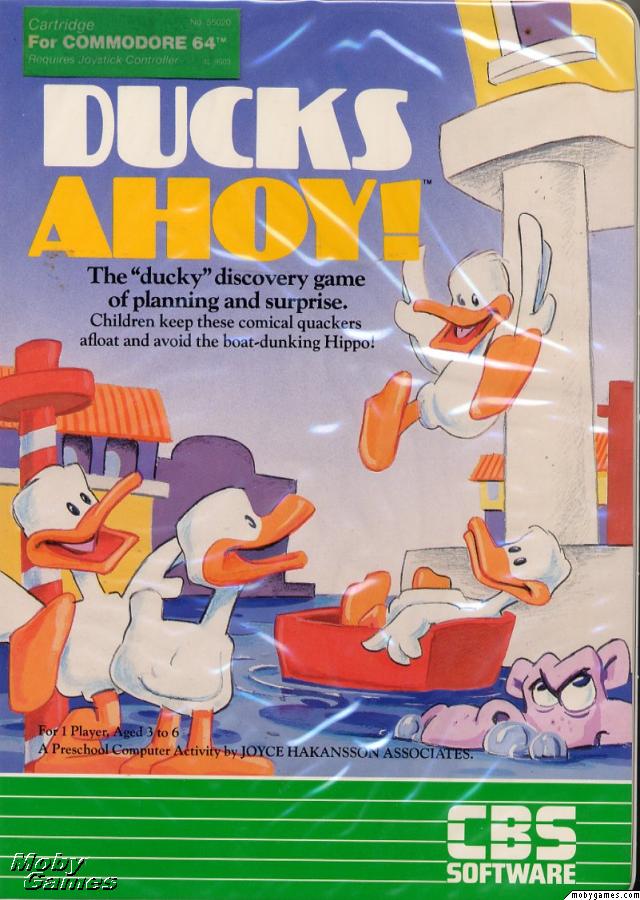 Cartridge No. 55020
For COMMODORE 64™
Requires Joystick Controller
DUCKS
AHOY!™
The "ducky" discovery game
of planning and surprise.
Children keep these comical quackers
afloat and avoid the boat-dunking Hippo!
For 1 Player, Aged 3 to 6
A Preschool Computer Activity by JOYCE HAKANSSON ASSOCIATES.
CBS
SOFTWARE
Moby
Games
mobygames.com